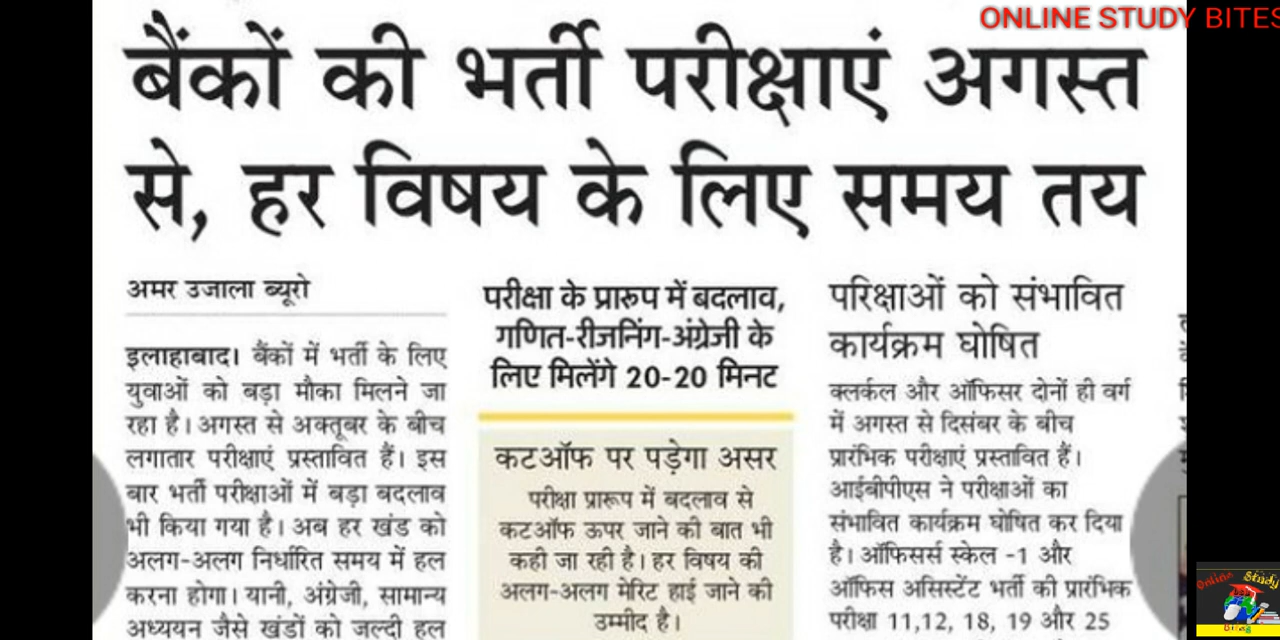 ONLINE STUDY BITES
बैंकों की भर्ती परीक्षाएं अगस्त
से, हर विषय के लिए समय तय
अमर उजाला ब्यूरो
इलाहाबाद। बैंकों में भर्ती के लिए
युवाओं को बड़ा मौका मिलने जा
रहा है। अगस्त से अक्तूबर के बीच
लगातार परीक्षाएं प्रस्तावित हैं। इस
बार भर्ती परीक्षाओं में बड़ा बदलाव
भी किया गया है। अब हर खंड को
अलग-अलग निर्धारित समय में हल
करना होगा। यानी, अंग्रेजी, सामान्य
अध्ययन जैसे खंडों को जल्दी हल
परीक्षा के प्रारूप में बदलाव,
गणित-रीजनिंग-अंग्रेजी के
लिए मिलेंगे 20-20 मिनट
कटऑफ पर पड़ेगा असर
परीक्षा प्रारूप में बदलाव से
कटऑफ ऊपर जाने की बात भी
कही जा रही है। हर विषय की
अलग-अलग मेरिट हाई जाने की
उम्मीद है।
परिक्षाओं को संभावित
कार्यक्रम घोषित
क्लर्कल और ऑफिसर दोनों ही वर्ग
में अगस्त से दिसंबर के बीच
प्रारंभिक परीक्षाएं प्रस्तावित हैं।
आईबीपीएस ने परीक्षाओं का
संभावित कार्यक्रम घोषित कर दिया
है। ऑफिसर्स स्केल -1 और
ऑफिस असिस्टेंट भर्ती की प्रारंभिक
परीक्षा 11,12, 18, 19 और 25
Online Study
Bites